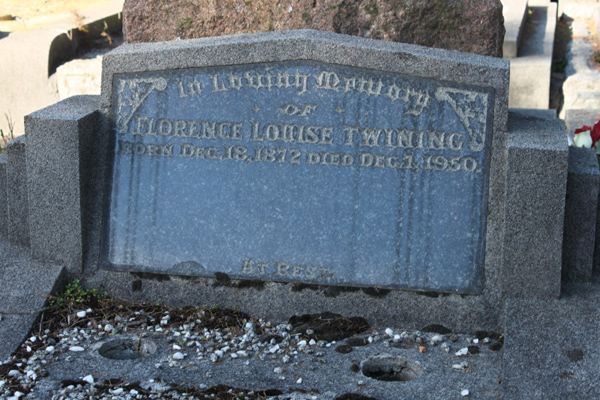 In Loving Memory
OF
FLORENCE LOUISE TWINING
BORN DEC. 18, 1872 DIED DEC. 1, 1950.
AT REST